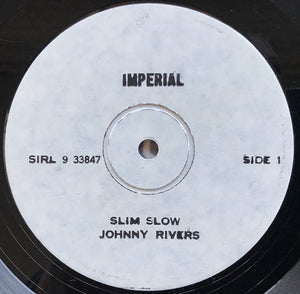 IMPERIAL
SIRL 9 33847 SIDE 1
SLIM SLOW
JOHNNY RIVERS